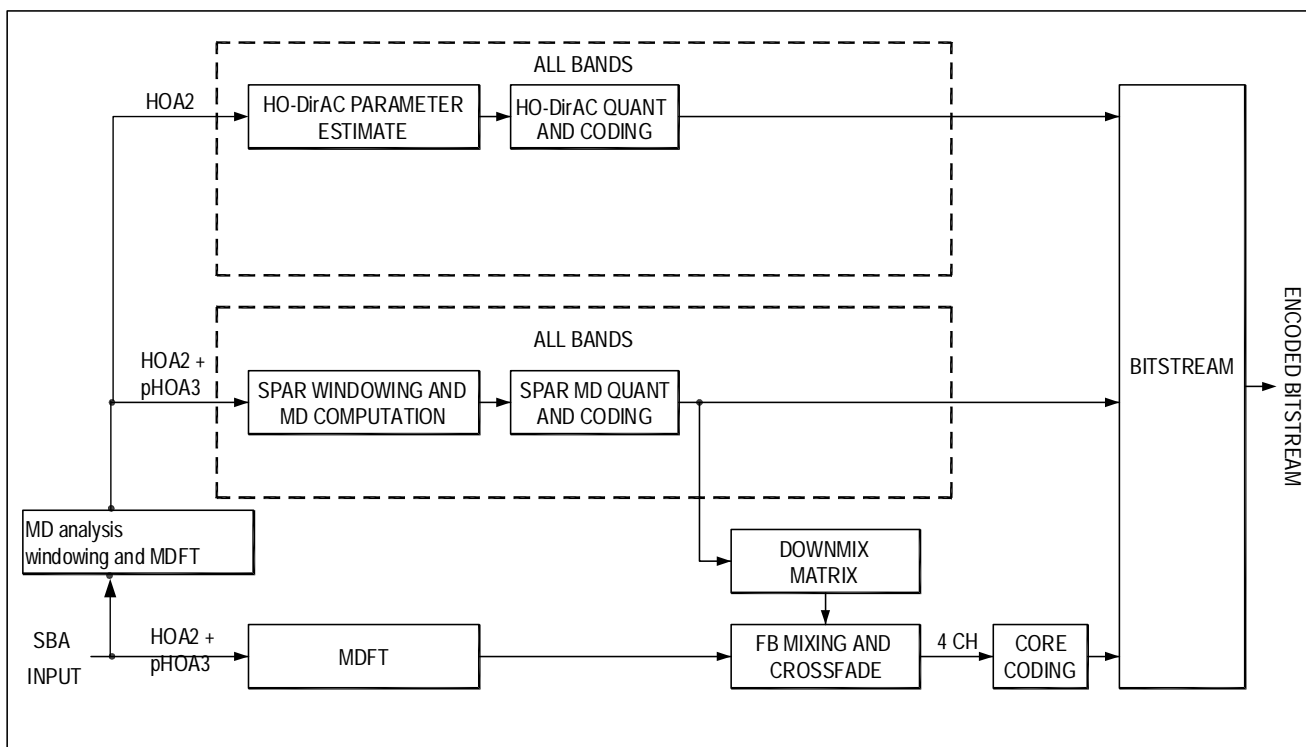 ALL BANDS
HOA2
HO-DirAC PARAMETER
ESTIMATE
HO-DirAC QUANT
AND CODING
ALL BANDS
HOA2 +
pHOA3
SPAR WINDOWING AND
MD COMPUTATION
SPAR MD QUANT
AND CODING
BITSTREAM
ENCODED BITSTREAM
MD analysis
windowing and MDFT
DOWNMIX
MATRIX
SBA
INPUT
HOA2 +
pHOA3
MDFT
FB MIXING AND
CROSSFADE
4 CH
CORE
CODING